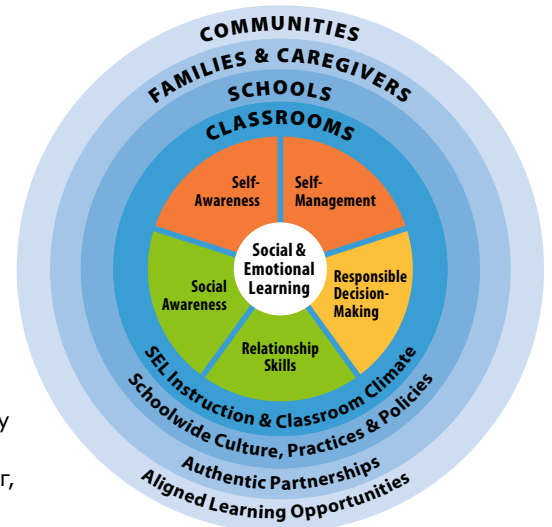 COMMUNITIES
FAMILIES & CAREGIVERS
SCHOOLS
CLASSROOMS
Self-
Awareness
Self-
Management
Social &
Emotional
Learning
Social
Awareness
Responsible
Decision-
Making
Relationship
Skills
SEL Instruction & Classroom Climate
Schoolwide Culture, Practices & Policies
Authentic Partnerships
Aligned Learning Opportunities
у
г,